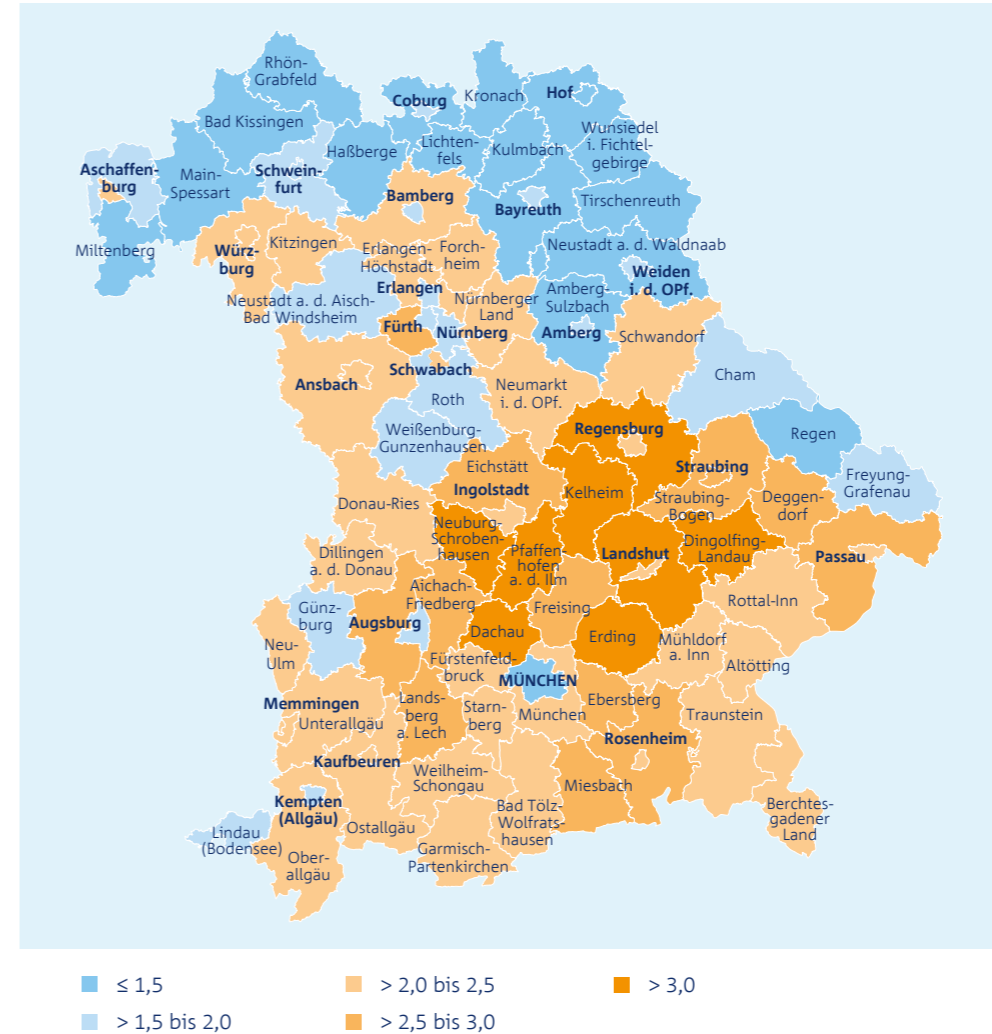 Rhön-
Grabfeld
Coburg
Kronach
Hof
Bad Kissingen
Wunsiedel
i. Fichtel-
gebirge
Haßberge
Lichten-
fels
Kulmbach
Aschaffen-
burg
Main-
Spessart
Schwein-
furt
Bamberg
Bayreuth
Tirschenreuth
Miltenberg
Würz-
burg
Kitzingen
Erlangen-
Höchstadt
Forch-
heim
Neustadt a. d. Waldnaab
Weiden
i. d. OPf.
Erlangen
Neustadt a. d. Aisch-
Bad Windsheim
Nürnberger
Land
Amberg-
Sulzbach
Fürth
Nürnberg
Amberg
Schwandorf
Schwabach
Ansbach
Roth
Neumarkt
i. d. OPf.
Cham
Weißenburg-
Gunzenhausen
Regensburg
Regen
Eichstätt
Straubing
Ingolstadt
Kelheim
Freyung-
Grafenau
Donau-Ries
Straubing-
Bogen
Deggen-
dorf
Neuburg-
Schroben-
hausen
Dillingen
a. d. Donau
Pfaffen-
hofen
a. d. Ilm
Landshut
Dingolfing-
Landau
Passau
Aichach-
Friedberg
Günz-
burg
Augsburg
Freising
Rottal-Inn
Dachau
Erding
Neu-
Ulm
Mühldorf
a. Inn
Fürstenfeld-
bruck
MÜNCHEN
Altötting
Memmingen
Unterallgäu
Lands-
berg
a. Lech
Starn-
berg
München
Ebersberg
Traunstein
Rosenheim
Kaufbeuren
Weilheim-
Schongau
Miesbach
Kempten
(Allgäu)
Bad Tölz-
Wolfrats-
hausen
Berchtes-
gadener
Land
Lindau
(Bodensee)
Ostallgäu
Ober-
allgäu
Garmisch-
Partenkirchen
≤ 1,5
> 2,0 bis 2,5
> 3,0
> 1,5 bis 2,0
> 2,5 bis 3,0